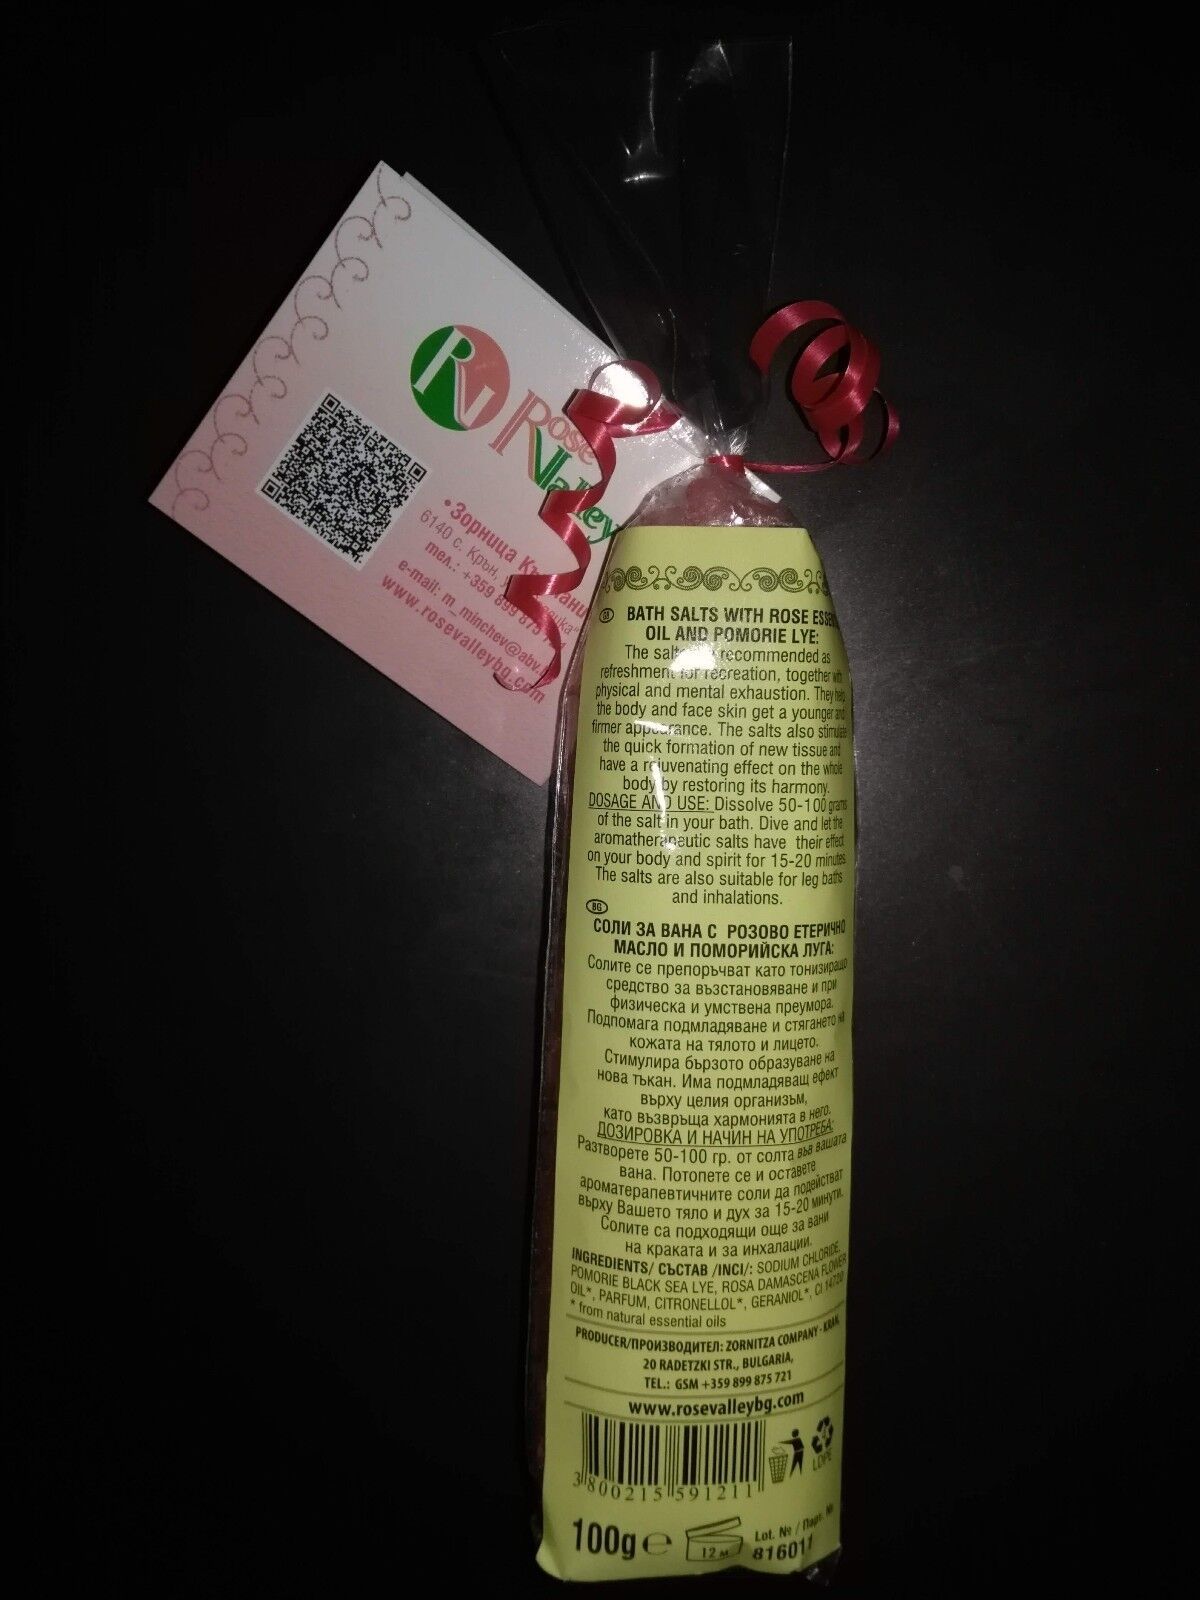 RV
Rose
Valley
• Зорница
6140 с. Крън,
тел.: +359 899 875
e-mail: m_minchev@abv.
www.rosevalleybg.com
GB BATH SALTS WITH ROSE
OIL AND POMORIE LYE:
The recommended as
refreshment for recreation, together
physical and mental exhaustion. They
the body and face skin get a younger and
firmer appearance. The salts also stimulate
the quick formation of new tissue and
have a rejuvenating effect on the whole
body by restoring its harmony.
DOSAGE AND USE: Dissolve 50-100 grams
of the salt in your bath. Dive and let the
aromatherapeutic salts have their effect
on your body and spirit for 15-20 minutes.
The salts are also suitable for leg baths
and inhalations.
BG
СОЛИ ЗА ВАНА С РОЗОВО ЕТЕРИЧНО
МАСЛО И ПОМОРИЙСКА ЛУГА:
Солите се препоръчват като тонизиращо
средство за възстановяване и при
физическа и умствена преумора.
Подпомага подмладяване и стягането на
кожата на тялото и лицето.
Стимулира бързото образуване на
нова тъкан. Има подмладяващ ефект
върху целия организъм,
като възвръща хармонията в него.
ДОЗИРОВКА И НАЧИН НА УПОТРЕБА:
Разтворете 50-100 гр. от солта във вашата
вана. Потопете се и оставете
ароматерапевтичните соли да подействат
върху Вашето тяло и дух за 15-20 минути.
Солите са подходящи още за вани
на краката и за инхалации.
INGREDIENTS/ СЪСТАВ /INCI/: SODIUM CHLORIDE,
POMORIE BLACK SEA LYE, ROSA DAMASCENA FLOWER
OIL*, PARFUM, CITRONELLOL*, GERANIOL*, CI 14720
* from natural essential oils
PRODUCER/ПРОИЗВОДИТЕЛ: ZORNITZA COMPANY - KRAN,
20 RADETZKI STR., BULGARIA,
TEL.: GSM +359 899 875 721
www.rosevalleybg.com
3 800215 591211
LDPE
100g e
12 м
Lot. № / Парт. №
816011